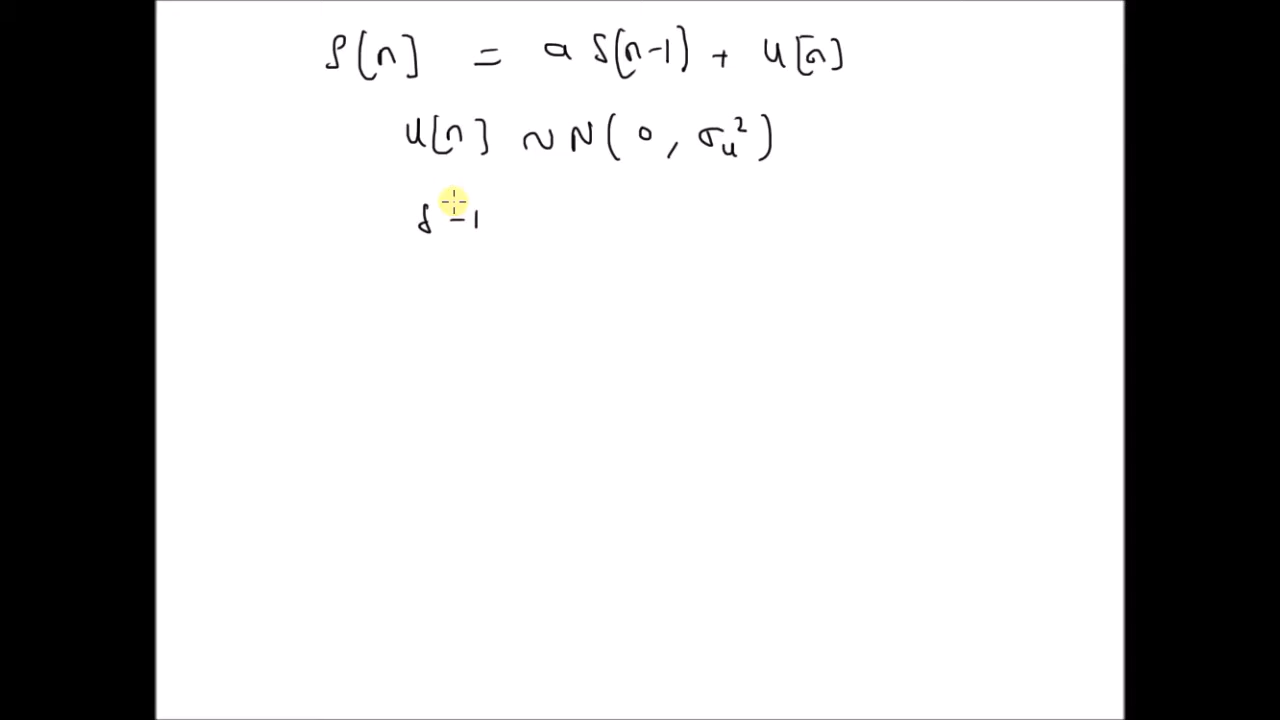 S[n] = a S[n-1] + u[n]
u[n] ~ N(0, σu²)
S-1